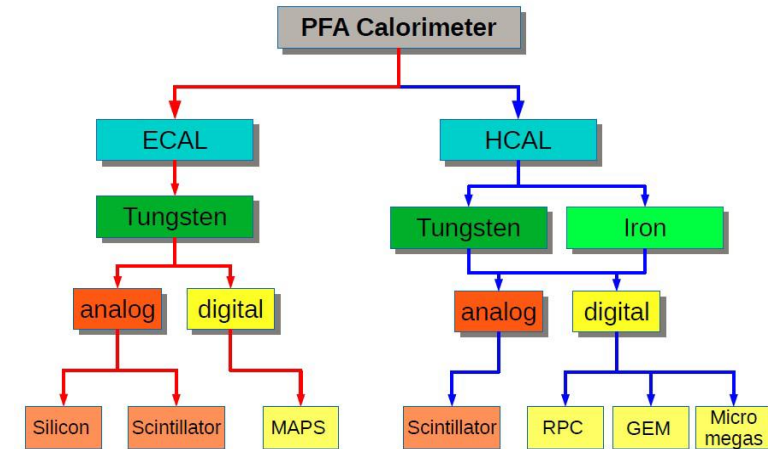 PFA Calorimeter
ECAL
HCAL
Tungsten
Tungsten
Iron
analog
digital
analog
digital
Silicon
Scintillator
MAPS
Scintillator
RPC
GEM
Micro
megas